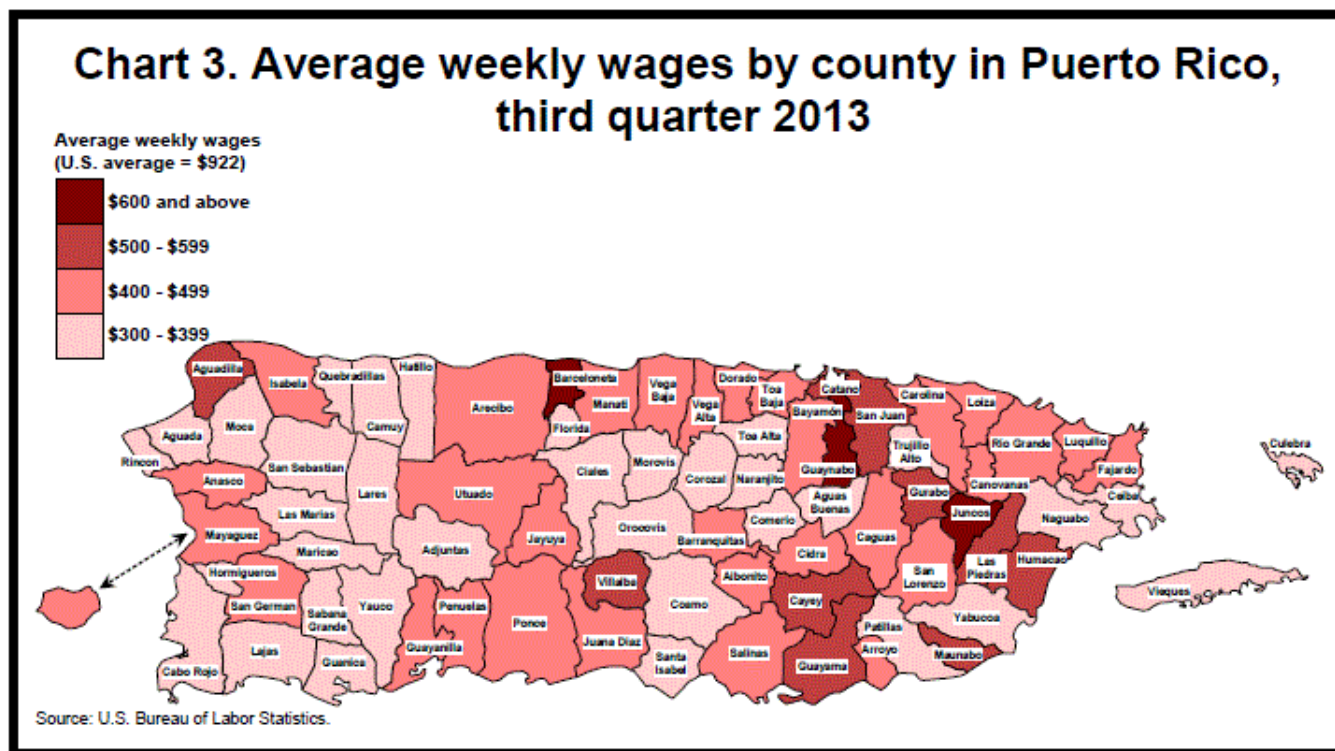 Chart 3. Average weekly wages by county in Puerto Rico,
third quarter 2013
Average weekly wages
(U.S. average = $922)
$600 and above
$500 - $599
$400 - $499
$300 - $399
Aguadilla
Isabela
Quebradillas
Hatillo
Camuy
Arecibo
Barceloneta
Manati
Florida
Vega
Baja
Vega
Alta
Dorado
Toa
Baja
Toa Alta
Bayamón
Catano
San Juan
Carolina
Loiza
Trujillo
Alto
Rio Grande
Luquillo
Fajardo
Canovanas
Ceiba
Culebra
Aguada
Moca
Rincon
San Sebastian
Anasco
Lares
Utuado
Ciales
Morovis
Corozal
Naranjito
Guaynabo
Aguas
Buenas
Gurabo
Juncos
Naguabo
Las Marias
Mayaguez
Maricao
Adjuntas
Jayuya
Orocovis
Barranquitas
Comerio
Cidra
Caguas
San
Lorenzo
Las
Piedras
Humacao
Vieques
Hormigueros
San German
Sabana
Grande
Yauco
Penuelas
Guayanilla
Ponce
Villalba
Juana Diaz
Coamo
Aibonito
Cayey
Patillas
Yabucoa
Maunabo
Arroyo
Guayama
Salinas
Santa
Isabel
Guanica
Lajas
Cabo Rojo
Source: U.S. Bureau of Labor Statistics.